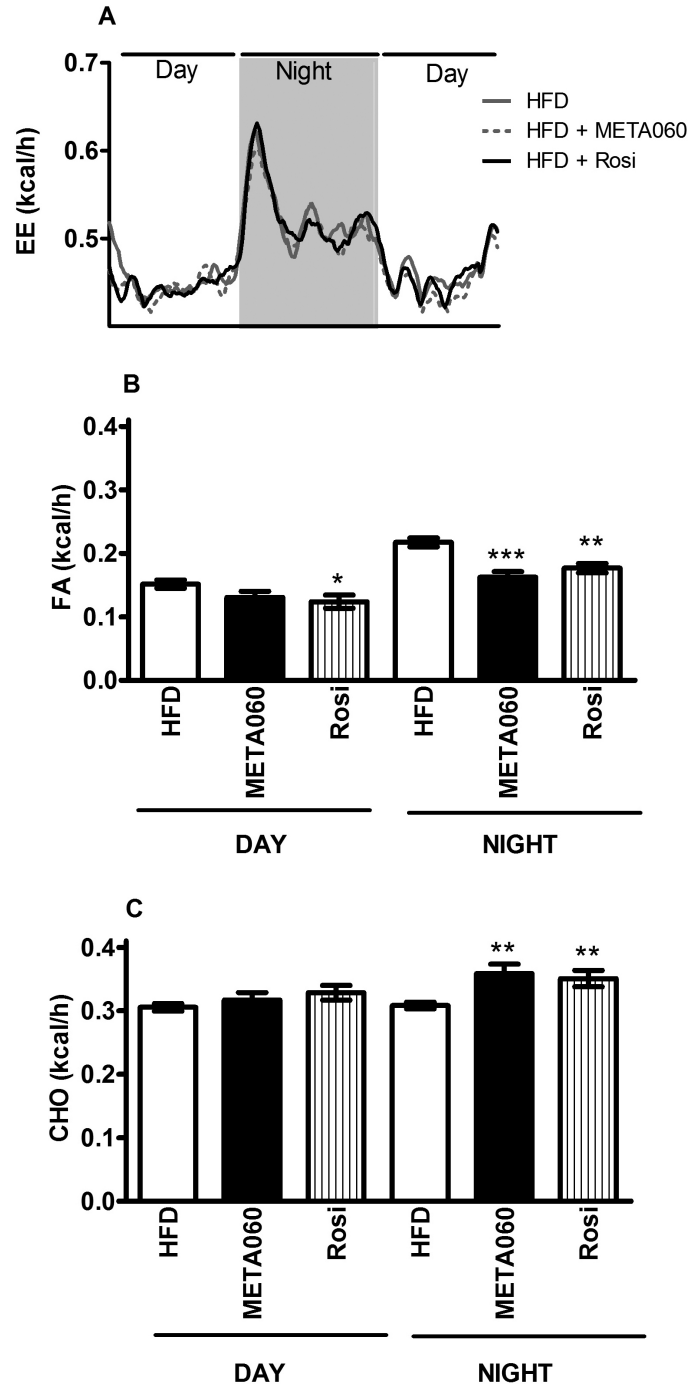 A
EE (kcal/h)
0.7
0.6
0.5
Day
Night
Day
HFD
HFD + META060
HFD + Rosi
B
FA (kcal/h)
0.4
0.3
0.2
0.1
0.0
*
***
**
HFD
META060
Rosi
HFD
META060
Rosi
DAY
NIGHT
C
CHO (kcal/h)
0.4
0.3
0.2
0.1
0.0
**
**
HFD
META060
Rosi
HFD
META060
Rosi
DAY
NIGHT